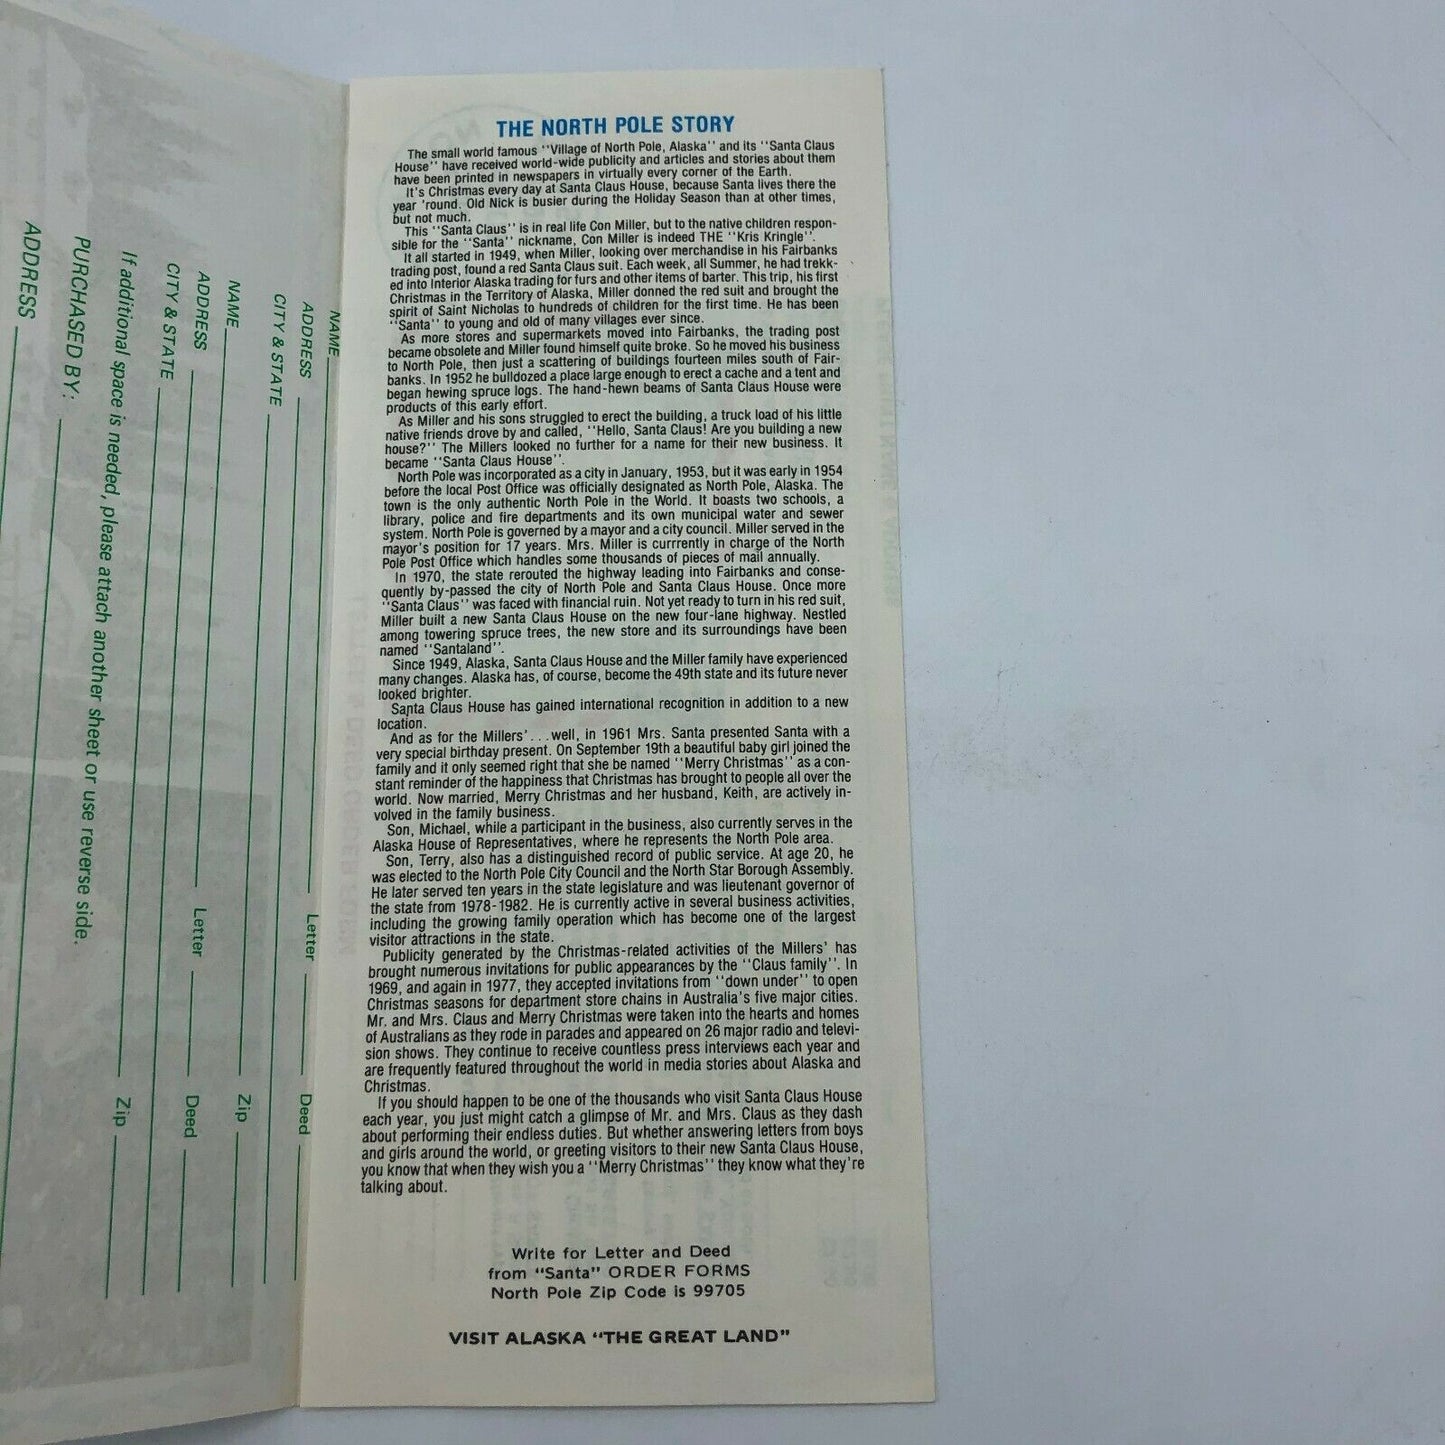 THE NORTH POLE STORY
The small world famous "Village of North Pole, Alaska" and its "Santa Claus
House" have received world-wide publicity and articles and stories about them
have been printed in newspapers in virtually every corner of the Earth.
It's Christmas every day at Santa Claus House, because Santa lives there the
year 'round. Old Nick is busier during the Holiday Season than at other times,
but not much.
This "Santa Claus" is in real life Con Miller, but to the native children respon-
sible for the "Santa" nickname, Con Miller is indeed THE "Kris Kringle".
It all started in 1949, when Miller, looking over merchandise in his Fairbanks
trading post, found a red Santa Claus suit. Each week, all Summer, he had trekk-
ed into Interior Alaska trading for furs and other items of barter. This trip, his first
Christmas in the Territory of Alaska, Miller donned the red suit and brought the
spirit of Saint Nicholas to hundreds of children for the first time. He has been
"Santa" to young and old of many villages ever since.
As more stores and supermarkets moved into Fairbanks, the trading post
became obsolete and Miller found himself quite broke. So he moved his business
to North Pole, then just a scattering of buildings fourteen miles south of Fair-
banks. In 1952 he bulldozed a place large enough to erect a cache and a tent and
began hewing spruce logs. The hand-hewn beams of Santa Claus House were
products of this early effort.
As Miller and his sons struggled to erect the building, a truck load of his little
native friends drove by and called, "Hello, Santa Claus! Are you building a new
house?" The Millers looked no further for a name for their new business. It
became "Santa Claus House".
North Pole was incorporated as a city in January, 1953, but it was early in 1954
before the local Post Office was officially designated as North Pole, Alaska. The
town is the only authentic North Pole in the World. It boasts two schools, a
library, police and fire departments and its own municipal water and sewer
system. North Pole is governed by a mayor and a city council. Miller served in the
mayor's position for 17 years. Mrs. Miller is currrently in charge of the North
Pole Post Office which handles some thousands of pieces of mail annually.
In 1970, the state rerouted the highway leading into Fairbanks and conse-
quently by-passed the city of North Pole and Santa Claus House. Once more
"Santa Claus" was faced with financial ruin. Not yet ready to turn in his red suit,
Miller built a new Santa Claus House on the new four-lane highway. Nestled
among towering spruce trees, the new store and its surroundings have been
named "Santaland".
Since 1949, Alaska, Santa Claus House and the Miller family have experienced
many changes. Alaska has, of course, become the 49th state and its future never
looked brighter.
Santa Claus House has gained international recognition in addition to a new
location.
And as for the Millers'...well, in 1961 Mrs. Santa presented Santa with a
very special birthday present. On September 19th a beautiful baby girl joined the
family and it only seemed right that she be named "Merry Christmas" as a con-
stant reminder of the happiness that Christmas has brought to people all over the
world. Now married, Merry Christmas and her husband, Keith, are actively in-
volved in the family business.
Son, Michael, while a participant in the business, also currently serves in the
Alaska House of Representatives, where he represents the North Pole area.
Son, Terry, also has a distinguished record of public service. At age 20, he
was elected to the North Pole City Council and the North Star Borough Assembly.
He later served ten years in the state legislature and was lieutenant governor of
the state from 1978-1982. He is currently active in several business activities,
including the growing family operation which has become one of the largest
visitor attractions in the state.
Publicity generated by the Christmas-related activities of the Millers' has
brought numerous invitations for public appearances by the "Claus family". In
1969, and again in 1977, they accepted invitations from "down under" to open
Christmas seasons for department store chains in Australia's five major cities.
Mr. and Mrs. Claus and Merry Christmas were taken into the hearts and homes
of Australians as they rode in parades and appeared on 26 major radio and televi-
sion shows. They continue to receive countless press interviews each year and
are frequently featured throughout the world in media stories about Alaska and
Christmas.
If you should happen to be one of the thousands who visit Santa Claus House
each year, you just might catch a glimpse of Mr. and Mrs. Claus as they dash
about performing their endless duties. But whether answering letters from boys
and girls around the world, or greeting visitors to their new Santa Claus House,
you know that when they wish you a "Merry Christmas" they know what they're
talking about.
Write for Letter and Deed
from "Santa" ORDER FORMS
North Pole Zip Code is 99705
VISIT ALASKA "THE GREAT LAND"
NAME Letter Deed
ADDRESS
CITY & STATE Zip
NAME Letter Deed
ADDRESS
CITY & STATE Zip
If additional space is needed, please attach another sheet or use reverse side.
PURCHASED BY:
ADDRESS